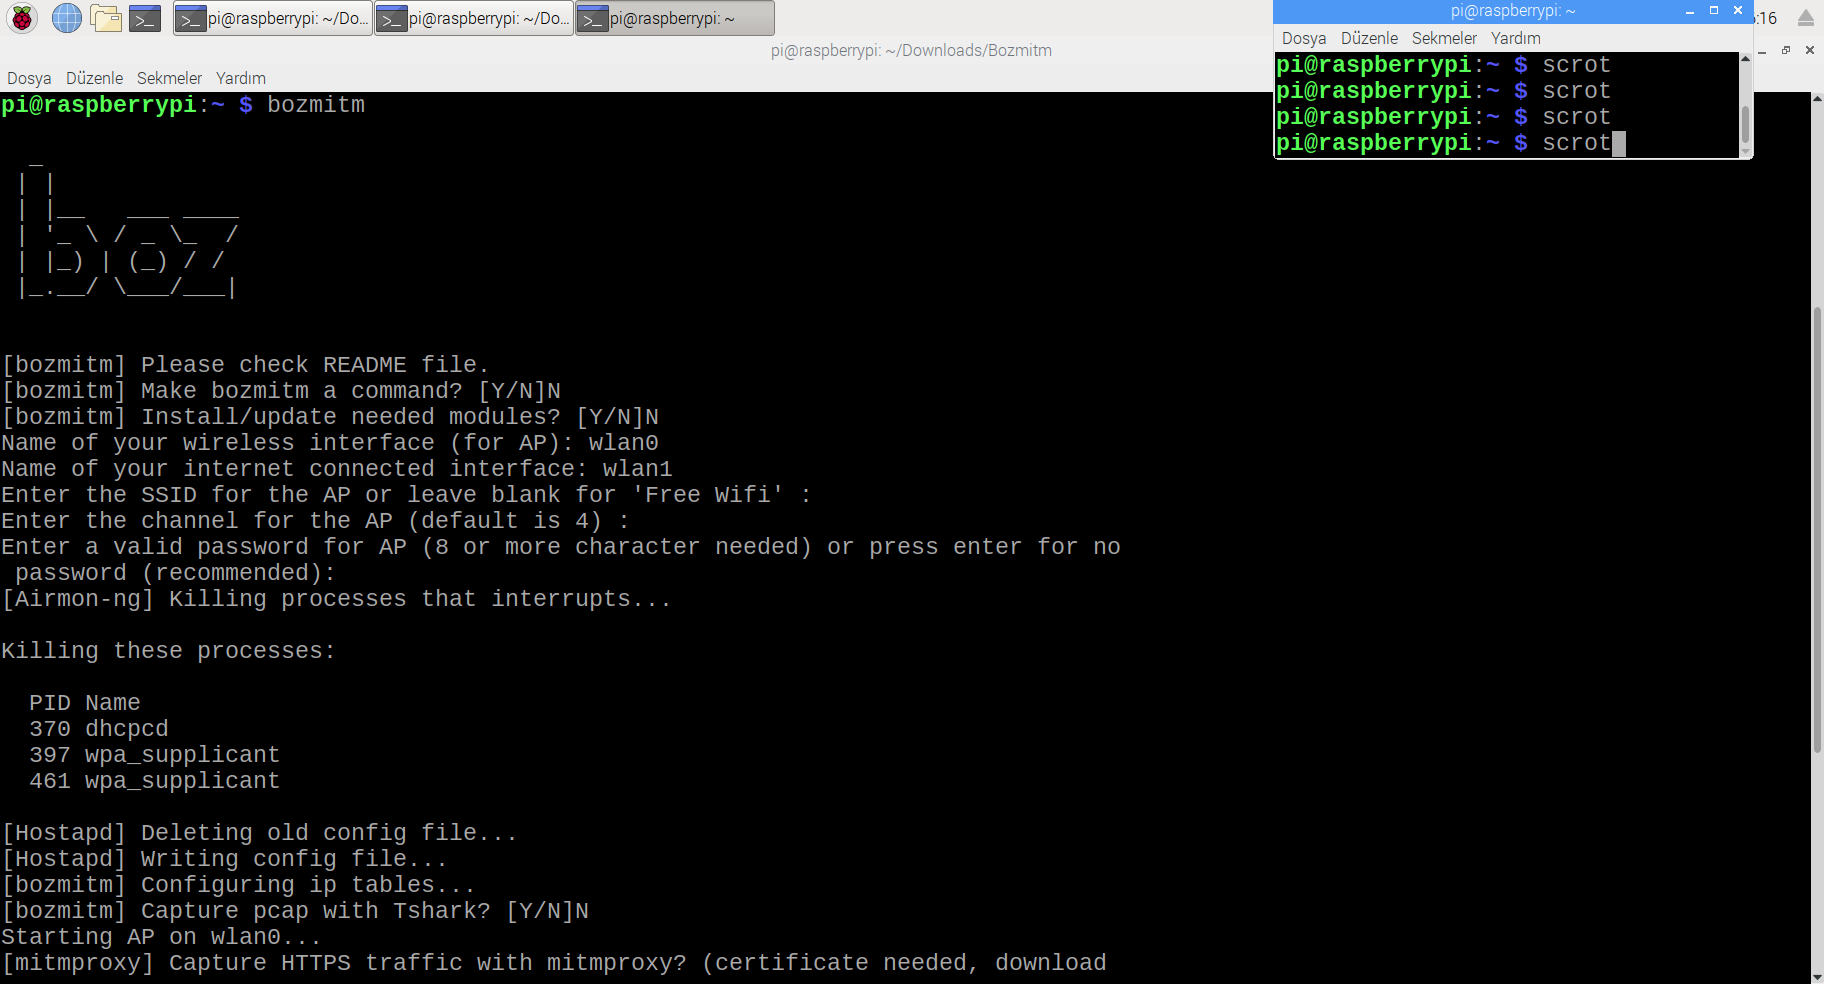 pi@raspberrypi: ~/Do...
pi@raspberrypi: ~/Do...
pi@raspberrypi: ~
:16
pi@raspberrypi: ~/Downloads/Bozmitm
Dosya Düzenle Sekmeler Yardım
pi@raspberrypi:~ $ bozmitm
  _
 | |
 | |__   ___ ____
 | '_ \ / _ \_  /
 | |_) | (_) / /
 |_.__/ \___/___|
[bozmitm] Please check README file.
[bozmitm] Make bozmitm a command? [Y/N]N
[bozmitm] Install/update needed modules? [Y/N]N
Name of your wireless interface (for AP): wlan0
Name of your internet connected interface: wlan1
Enter the SSID for the AP or leave blank for 'Free Wifi' :
Enter the channel for the AP (default is 4) :
Enter a valid password for AP (8 or more character needed) or press enter for no
 password (recommended):
[Airmon-ng] Killing processes that interrupts...
Killing these processes:
  PID Name
  370 dhcpcd
  397 wpa_supplicant
  461 wpa_supplicant
[Hostapd] Deleting old config file...
[Hostapd] Writing config file...
[bozmitm] Configuring ip tables...
[bozmitm] Capture pcap with Tshark? [Y/N]N
Starting AP on wlan0...
[mitmproxy] Capture HTTPS traffic with mitmproxy? (certificate needed, download
pi@raspberrypi: ~
Dosya Düzenle Sekmeler Yardım
pi@raspberrypi:~ $ scrot
pi@raspberrypi:~ $ scrot
pi@raspberrypi:~ $ scrot
pi@raspberrypi:~ $ scrot